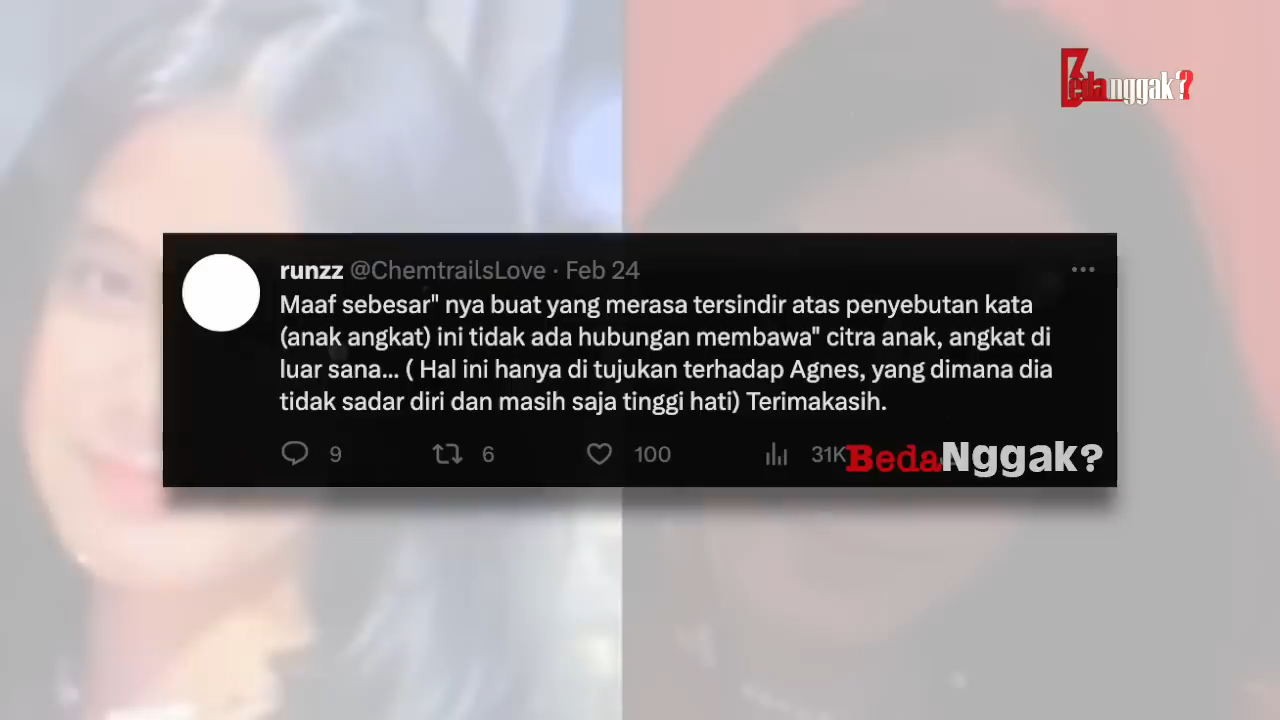 Bedanggak?
runzz @ChemtrailsLove · Feb 24
Maaf sebesar" nya buat yang merasa tersindir atas penyebutan kata
(anak angkat) ini tidak ada hubungan membawa" citra anak, angkat di
luar sana... ( Hal ini hanya di tujukan terhadap Agnes, yang dimana dia
tidak sadar diri dan masih saja tinggi hati) Terimakasih.
9 6 100 31K
BedaNggak?